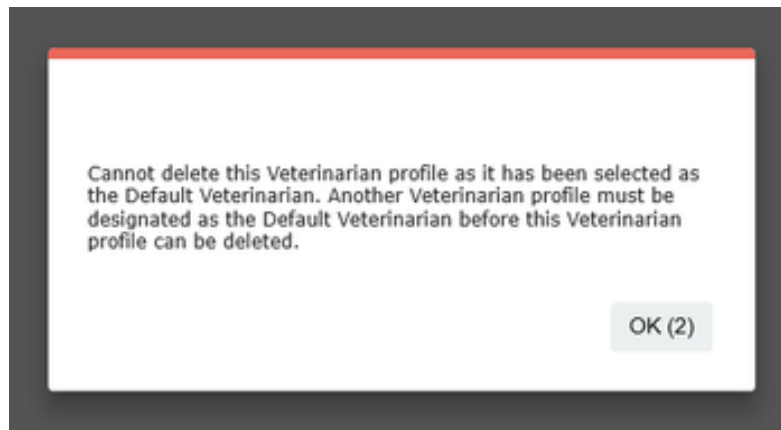 Cannot delete this Veterinarian profile as it has been selected as
the Default Veterinarian. Another Veterinarian profile must be
designated as the Default Veterinarian before this Veterinarian
profile can be deleted.
OK (2)